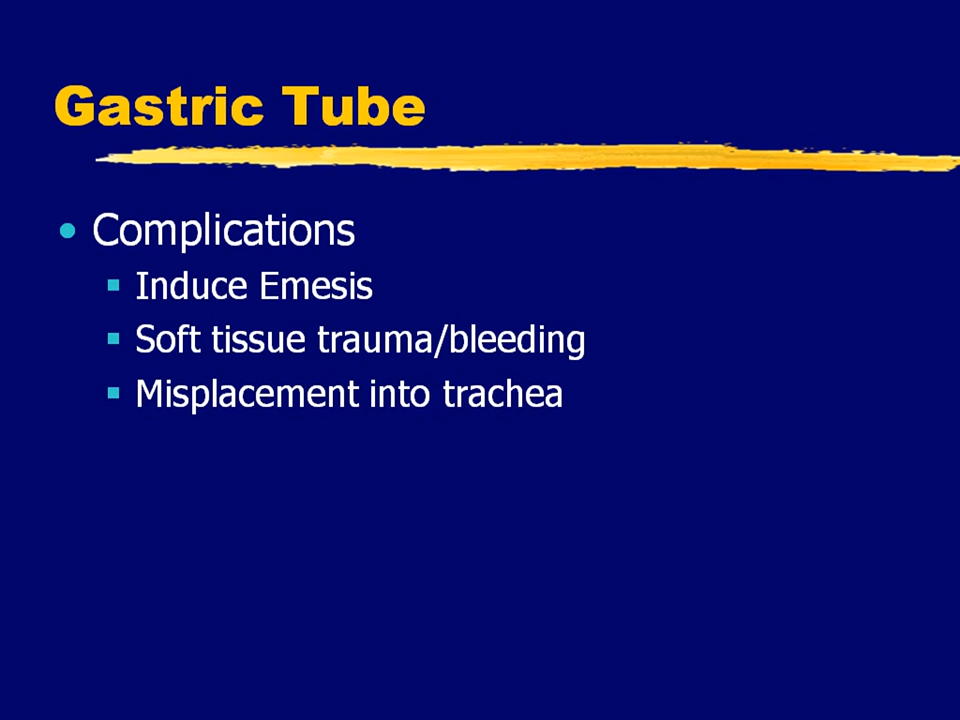 Gastric Tube
Complications
Induce Emesis
Soft tissue trauma/bleeding
Misplacement into trachea